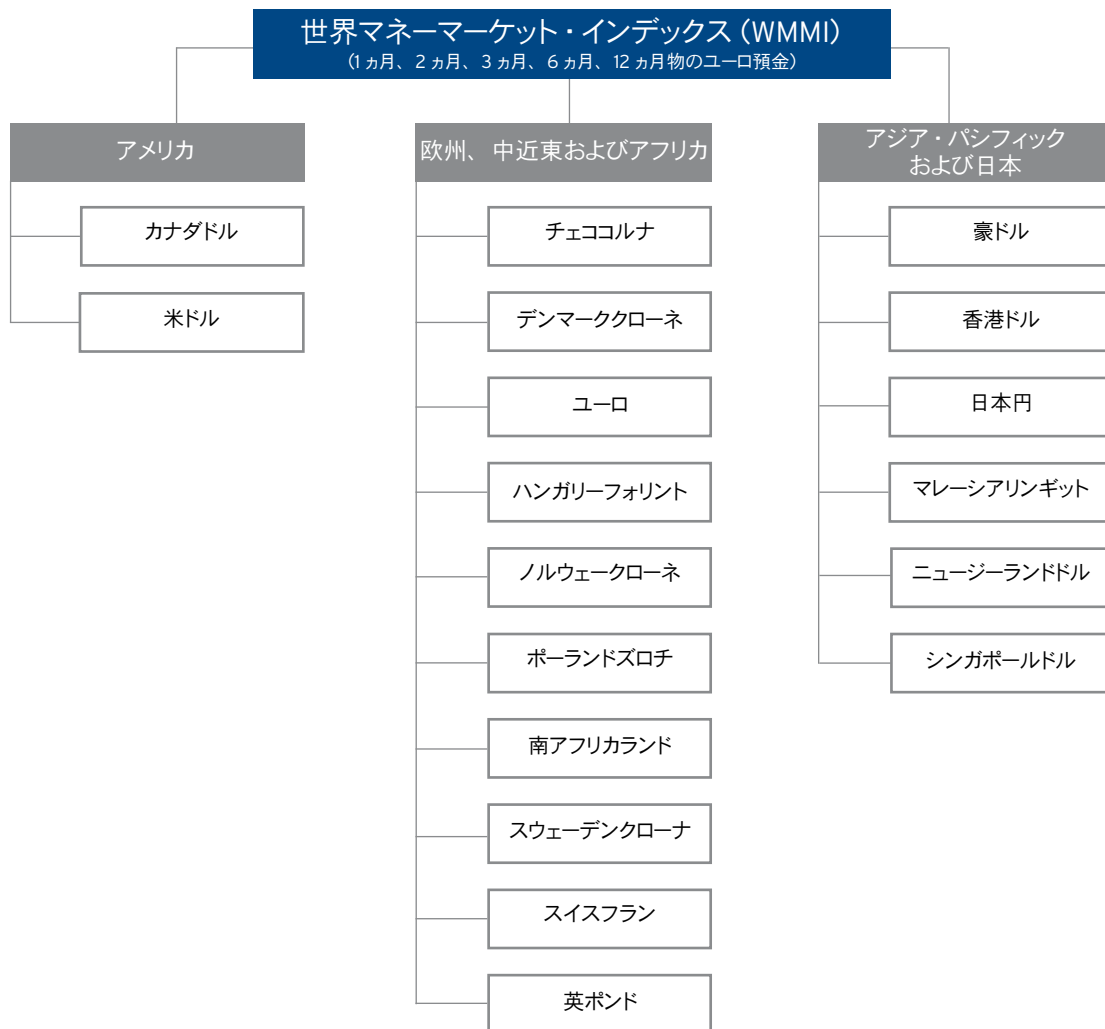 世界マネーマーケット・インデックス (WMMI)
(1 ヵ月、2 ヵ月、3 ヵ月、6 ヵ月、12 ヵ月物のユーロ預金)
アメリカ
カナダドル
米ドル
欧州、中近東およびアフリカ
チェココルナ
デンマーククローネ
ユーロ
ハンガリーフォリント
ノルウェークローネ
ポーランドズロチ
南アフリカランド
スウェーデンクローナ
スイスフラン
英ポンド
アジア・パシフィック
および日本
豪ドル
香港ドル
日本円
マレーシアリンギット
ニュージーランドドル
シンガポールドル